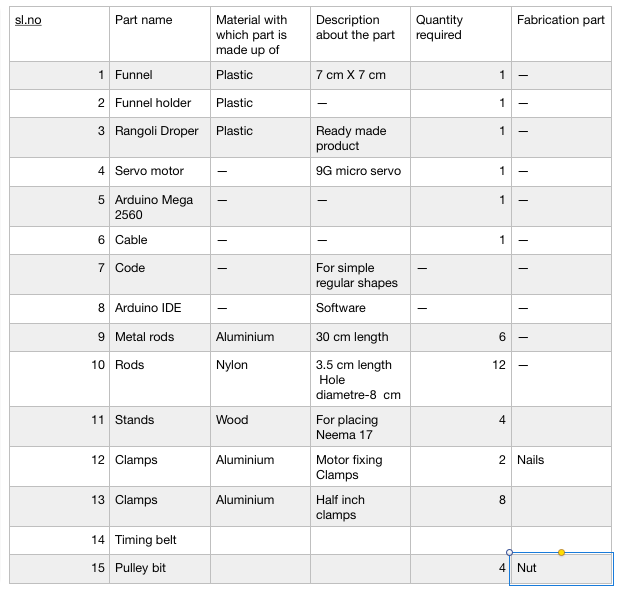 sl.no Part name Material with which part is made up of Description about the part Quantity required Fabrication part
1 Funnel Plastic 7 cm X 7 cm 1 —
2 Funnel holder Plastic — 1 —
3 Rangoli Droper Plastic Ready made product 1 —
4 Servo motor — 9G micro servo 1 —
5 Arduino Mega 2560 — — 1 —
6 Cable — — 1 —
7 Code — For simple regular shapes — —
8 Arduino IDE — Software — —
9 Metal rods Aluminium 30 cm length 6 —
10 Rods Nylon 3.5 cm length Hole diametre-8 cm 12 —
11 Stands Wood For placing Neema 17 4
12 Clamps Aluminium Motor fixing Clamps 2 Nails
13 Clamps Aluminium Half inch clamps 8
14 Timing belt
15 Pulley bit 4 Nut